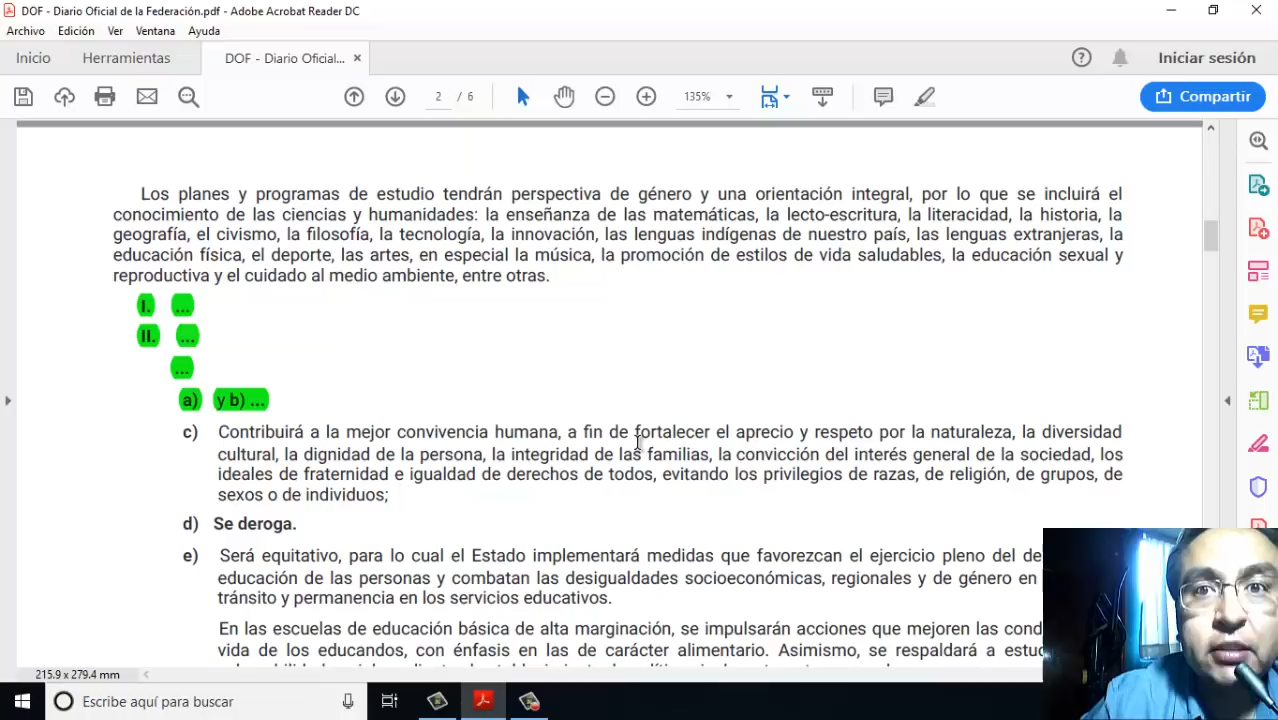 DOF - Diario Oficial de la Federación.pdf - Adobe Acrobat Reader DC
Archivo Edición Ver Ventana Ayuda
Inicio Herramientas DOF - Diario Oficial... × Iniciar sesión
2 / 6 135% Compartir
Los planes y programas de estudio tendrán perspectiva de género y una orientación integral, por lo que se incluirá el
conocimiento de las ciencias y humanidades: la enseñanza de las matemáticas, la lecto-escritura, la literacidad, la historia, la
geografía, el civismo, la filosofía, la tecnología, la innovación, las lenguas indígenas de nuestro país, las lenguas extranjeras, la
educación física, el deporte, las artes, en especial la música, la promoción de estilos de vida saludables, la educación sexual y
reproductiva y el cuidado al medio ambiente, entre otras.
I. ...
II. ...
...
a) y b) ...
c) Contribuirá a la mejor convivencia humana, a fin de fortalecer el aprecio y respeto por la naturaleza, la diversidad
cultural, la dignidad de la persona, la integridad de las familias, la convicción del interés general de la sociedad, los
ideales de fraternidad e igualdad de derechos de todos, evitando los privilegios de razas, de religión, de grupos, de
sexos o de individuos;
d) Se deroga.
e) Será equitativo, para lo cual el Estado implementará medidas que favorezcan el ejercicio pleno del de
educación de las personas y combatan las desigualdades socioeconómicas, regionales y de género en
tránsito y permanencia en los servicios educativos.
En las escuelas de educación básica de alta marginación, se impulsarán acciones que mejoren las cond
vida de los educandos, con énfasis en las de carácter alimentario. Asimismo, se respaldará a estud
215.9 x 279.4 mm
Escribe aquí para buscar